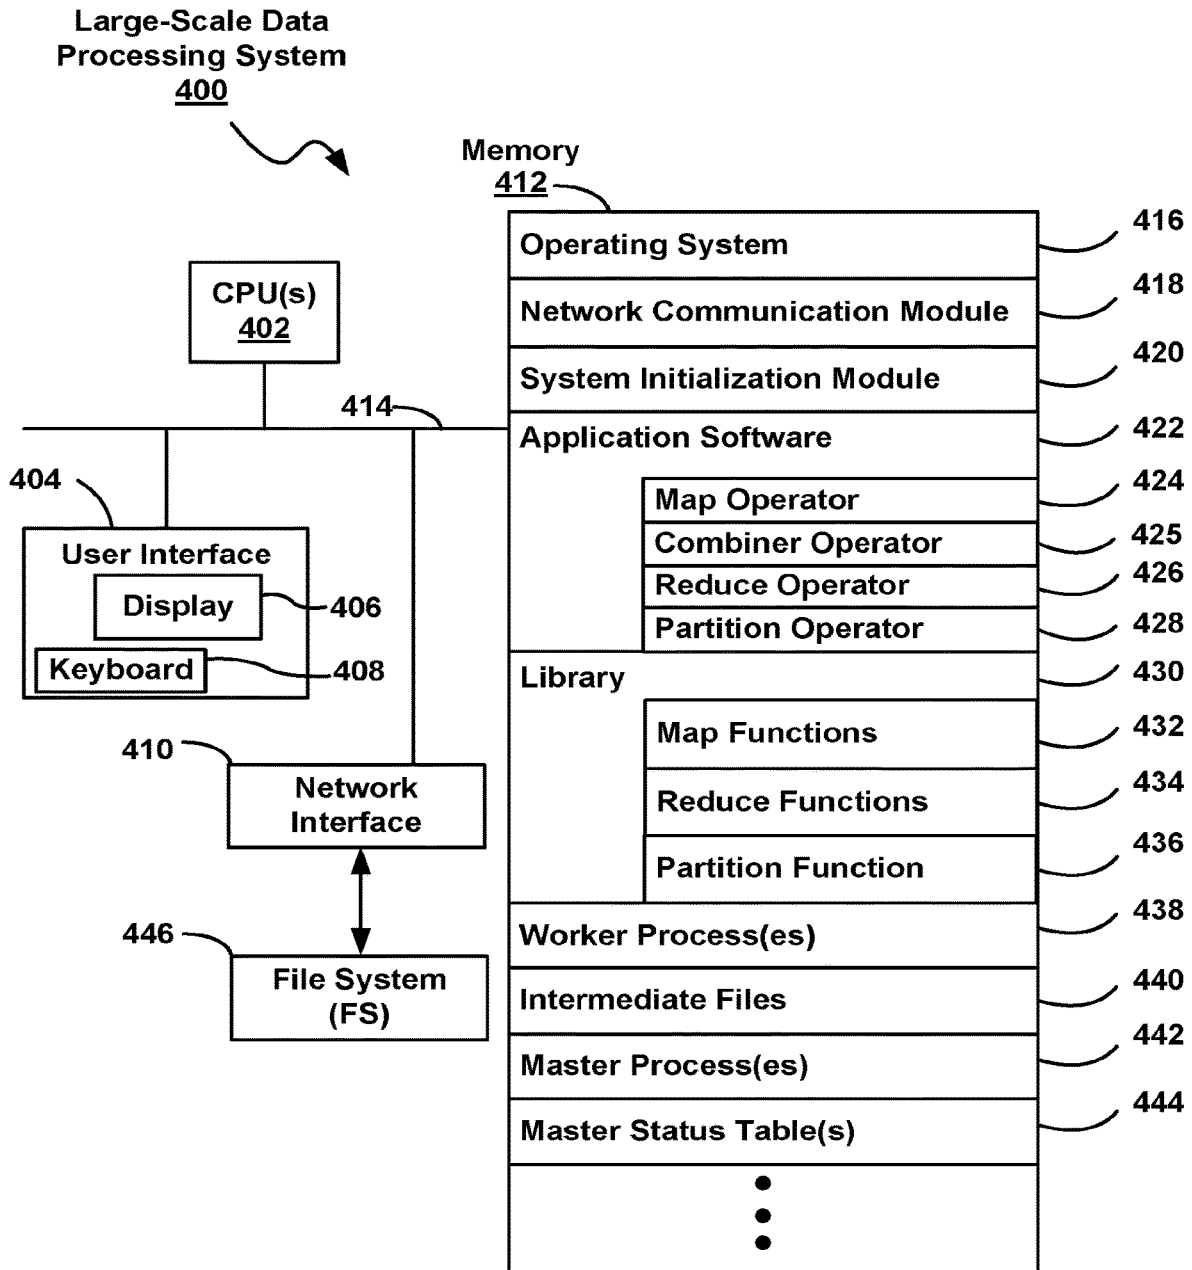 Large-Scale Data
Processing System
400
Memory
412
CPU(s)
402
414
404
User Interface
Display
406
Keyboard
408
410
Network
Interface
446
File System
(FS)
Operating System
416
Network Communication Module
418
System Initialization Module
420
Application Software
422
Map Operator
424
Combiner Operator
425
Reduce Operator
426
Partition Operator
428
Library
430
Map Functions
432
Reduce Functions
434
Partition Function
436
Worker Process(es)
438
Intermediate Files
440
Master Process(es)
442
Master Status Table(s)
444